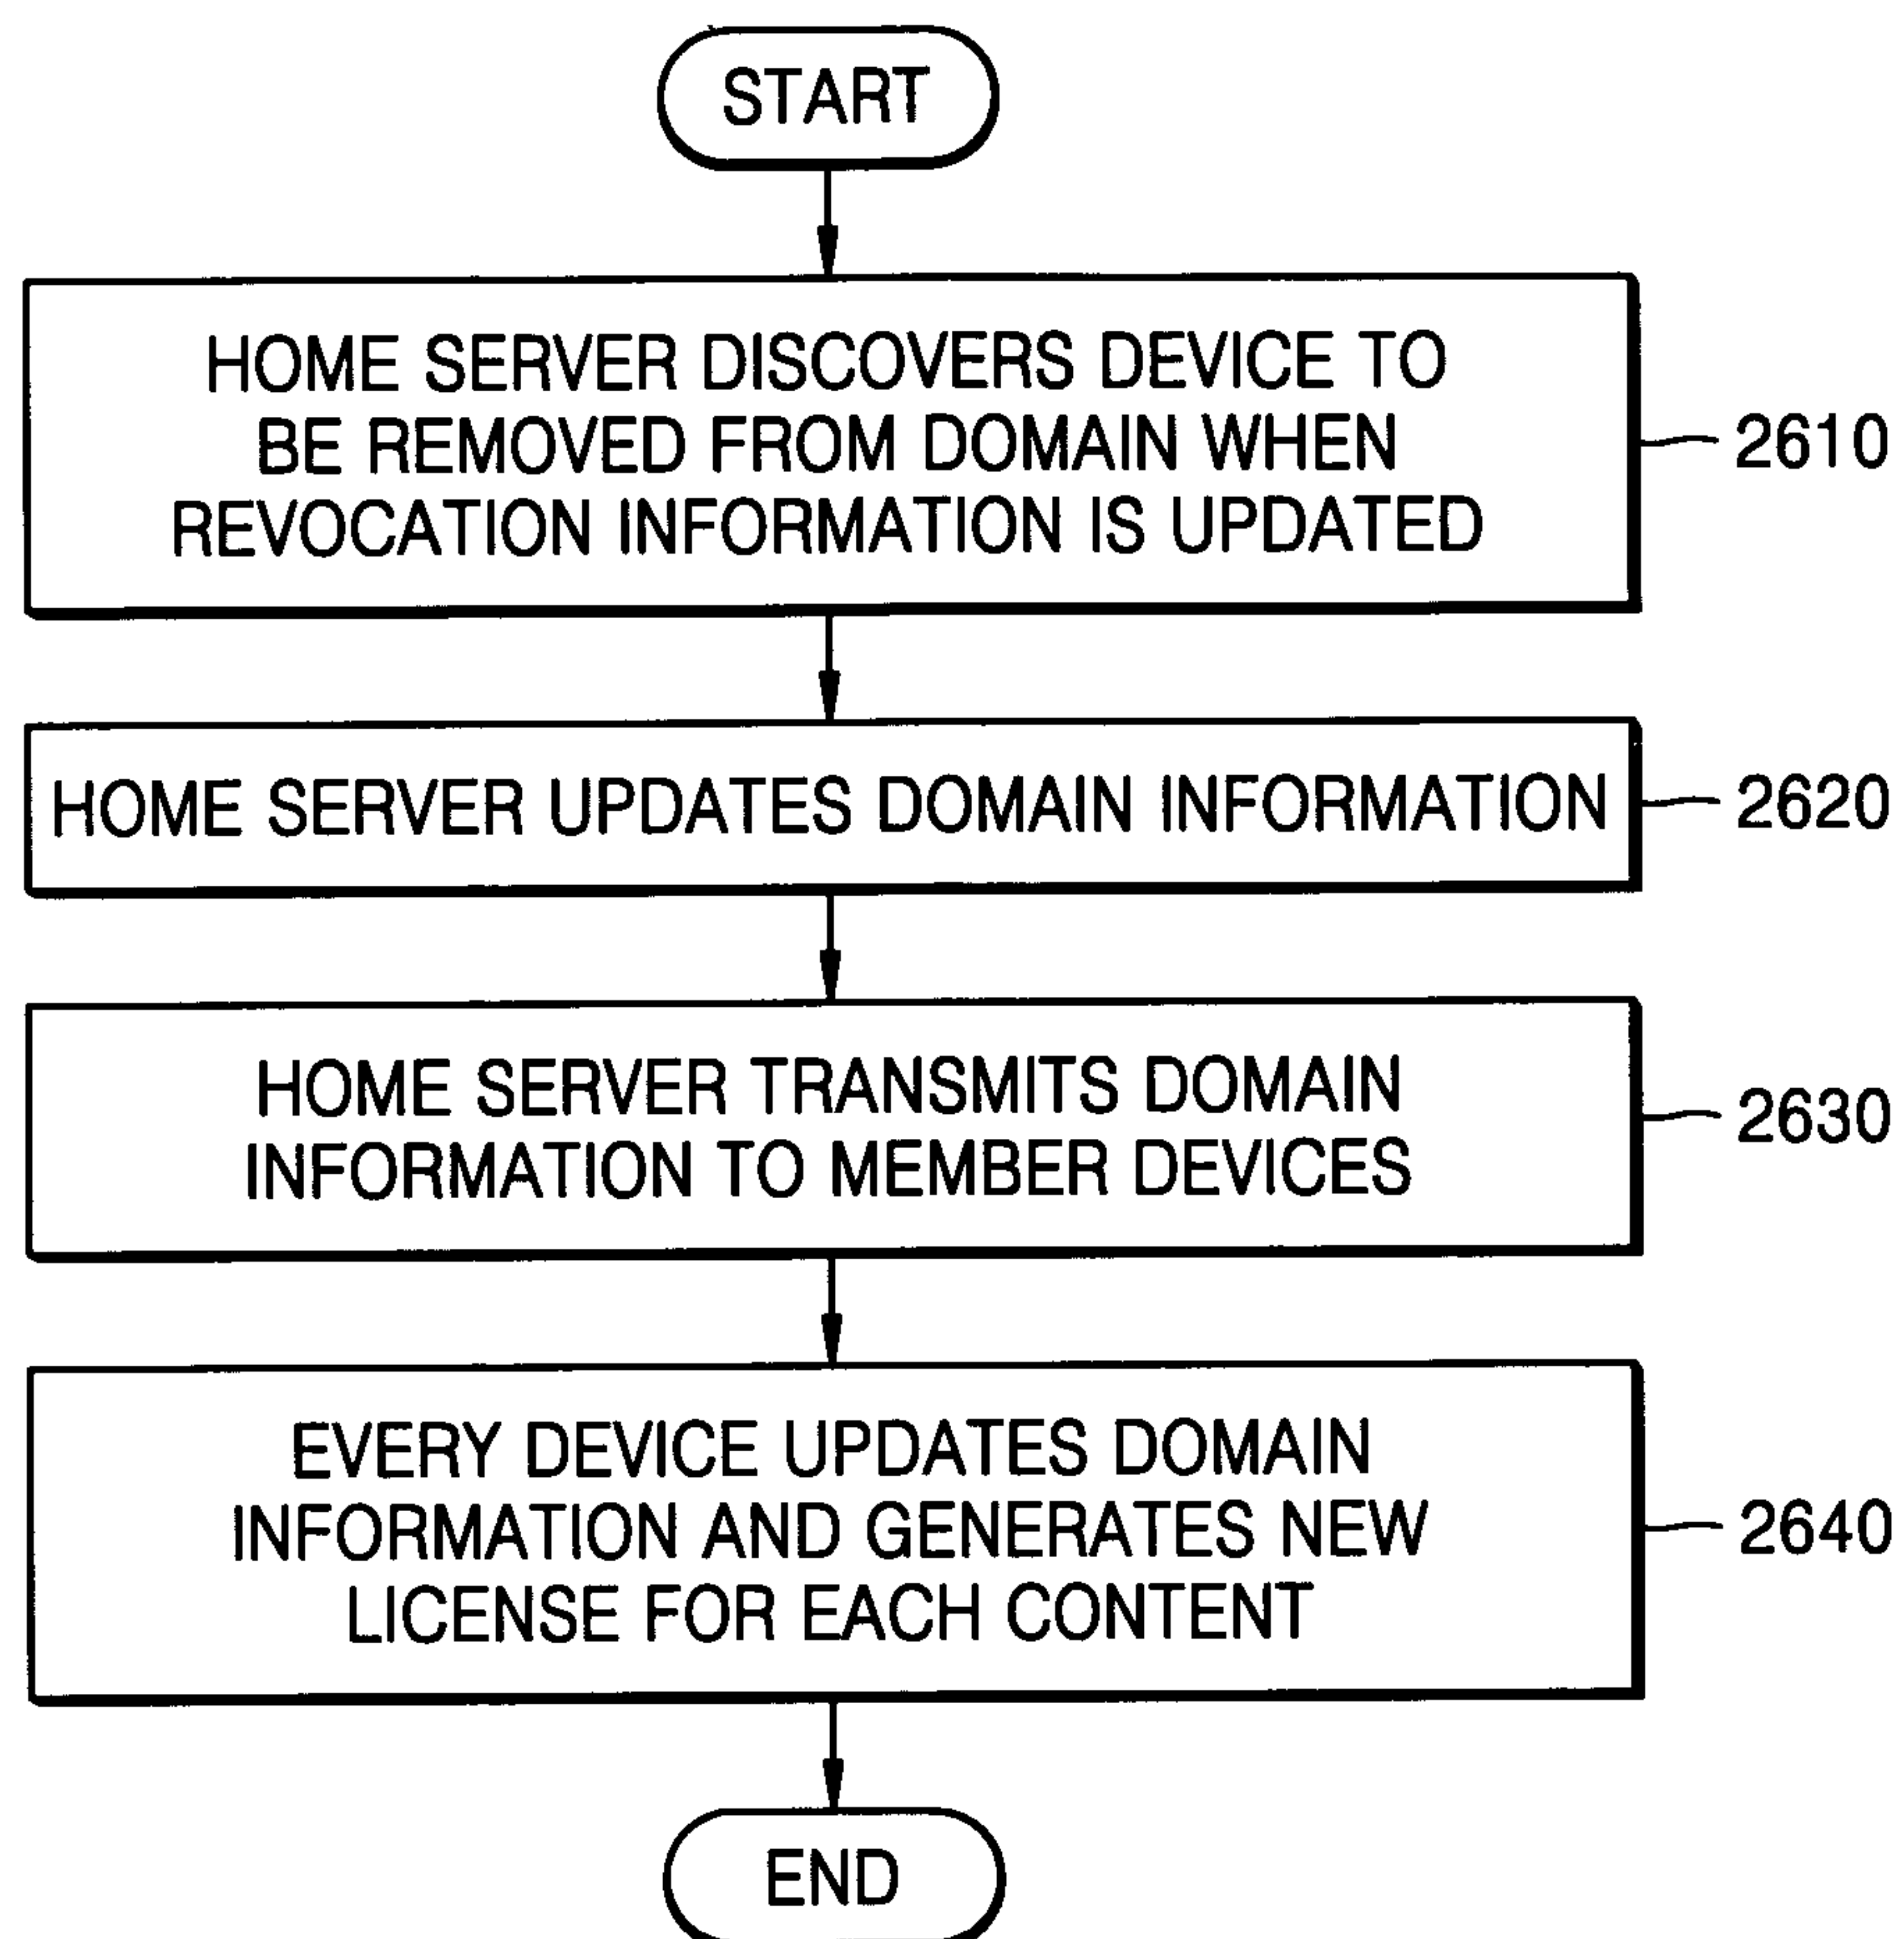 START
HOME SERVER DISCOVERS DEVICE TO
BE REMOVED FROM DOMAIN WHEN
REVOCATION INFORMATION IS UPDATED
2610
HOME SERVER UPDATES DOMAIN INFORMATION
2620
HOME SERVER TRANSMITS DOMAIN
INFORMATION TO MEMBER DEVICES
2630
EVERY DEVICE UPDATES DOMAIN
INFORMATION AND GENERATES NEW
LICENSE FOR EACH CONTENT
2640
END